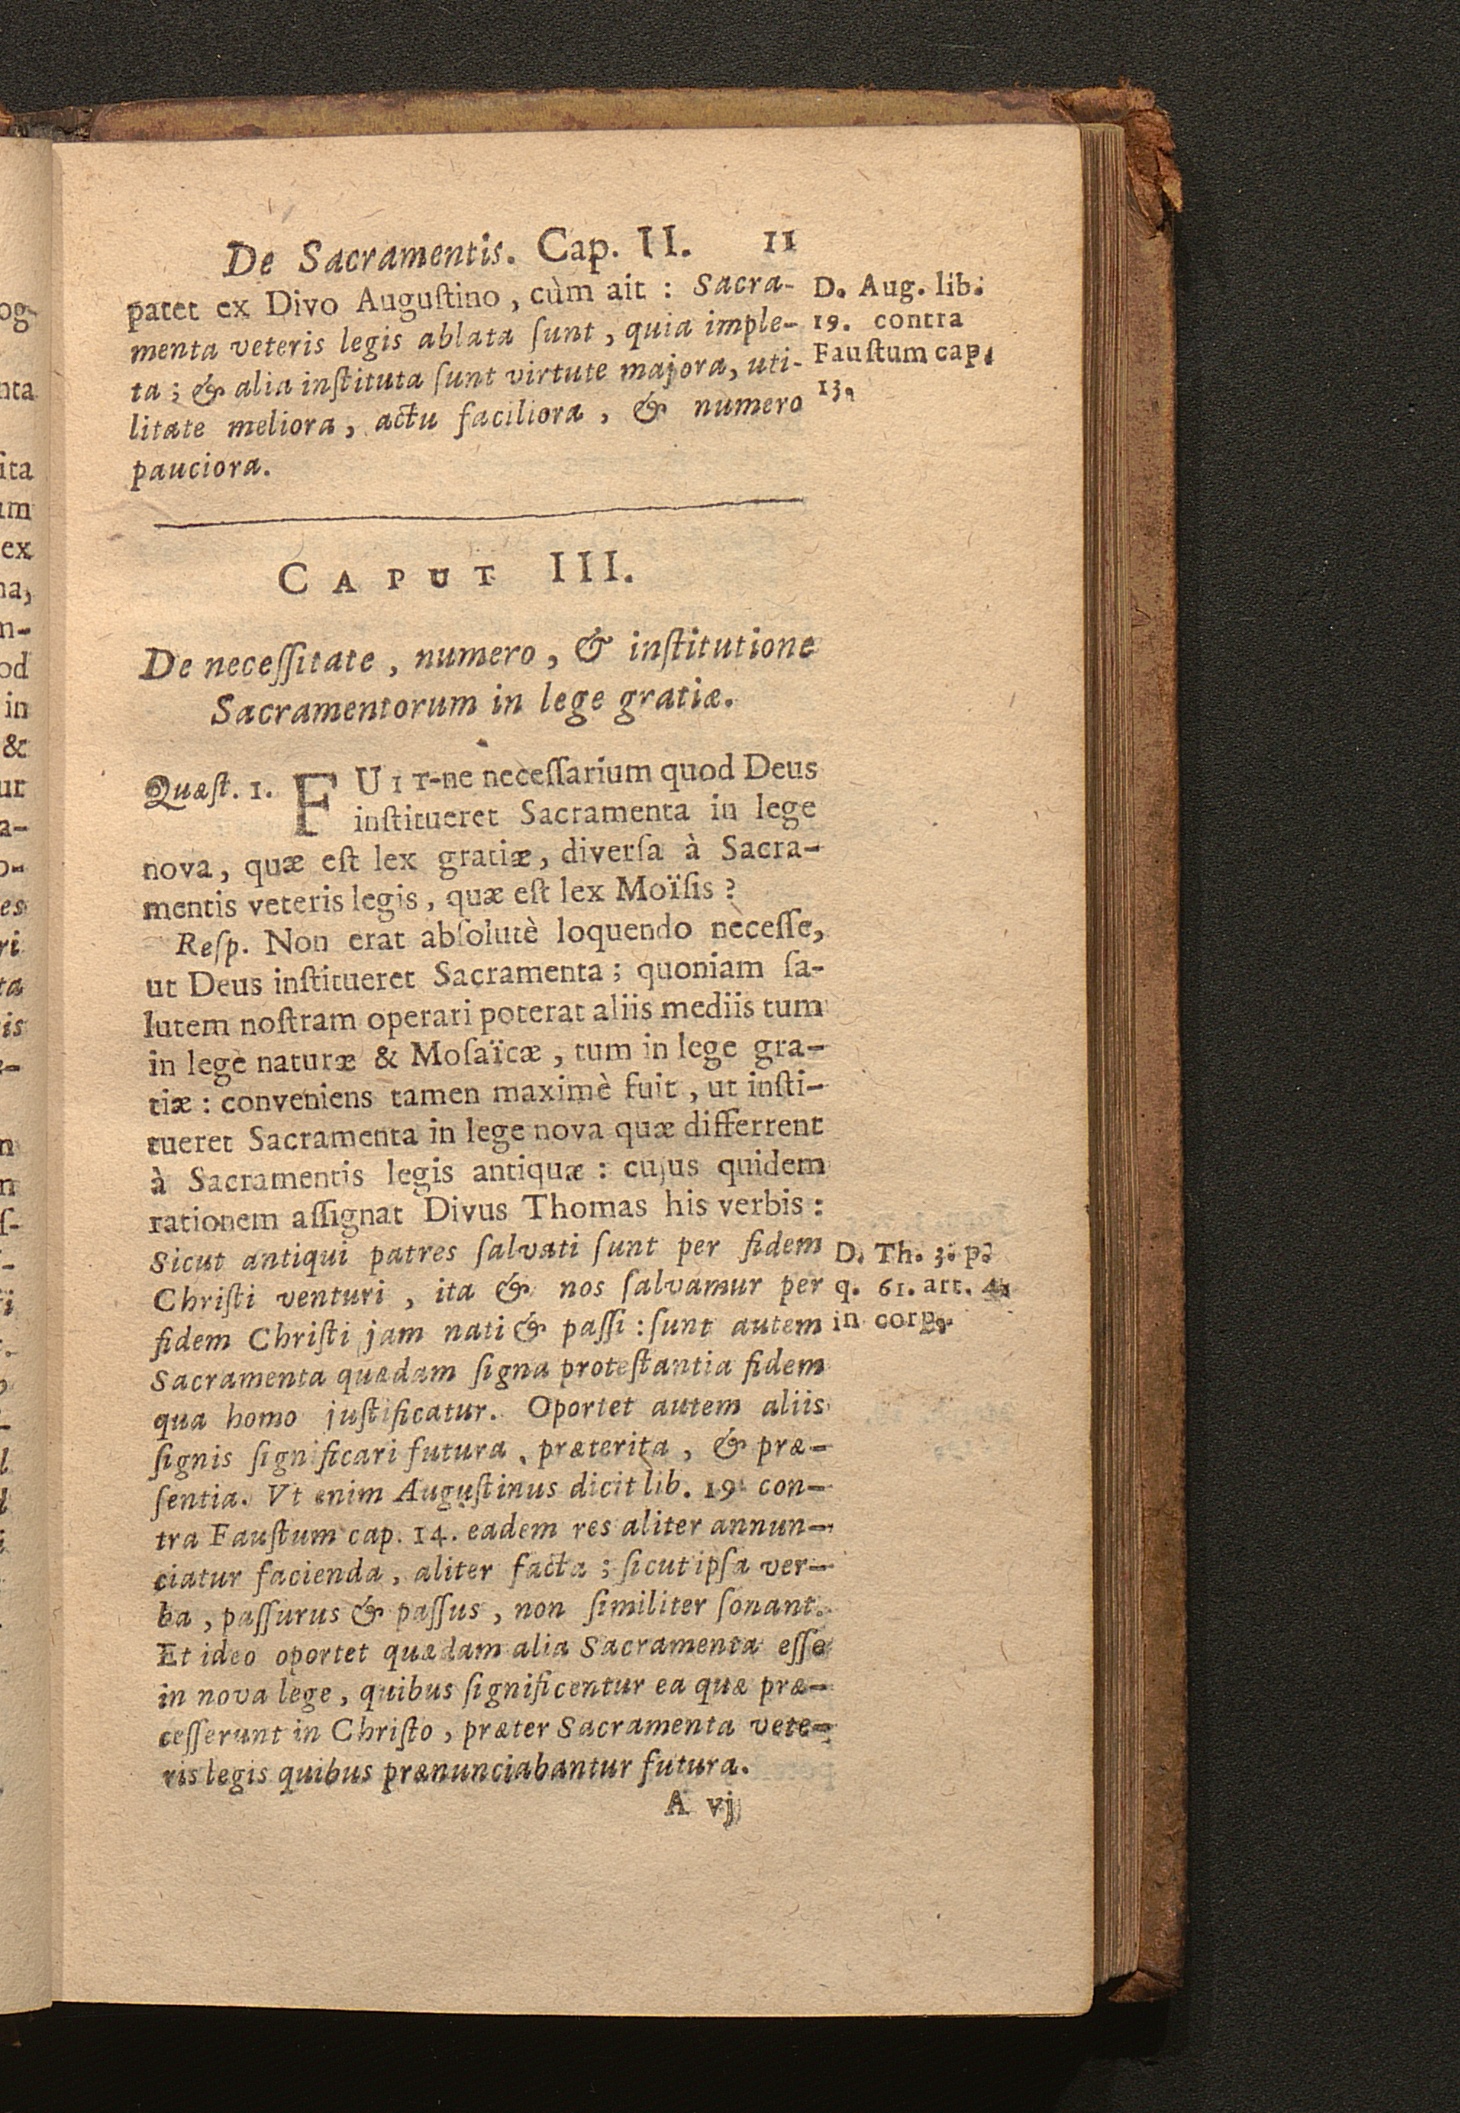 De Sacramentis. Cap. II. 11
patet ex Divo Auguſtino, cùm ait : Sacra-
menta veteris legis ablata ſunt, quia imple-
ta ; & alia inſtituta ſunt virtute majora, uti-
litate meliora, actu faciliora, & numero
pauciora.
D. Aug. lib.
19. contra
Fauſtum cap.
13.
CAPUT III.
De neceſſitate, numero, & inſtitutione
Sacramentorum in lege gratiæ.
Quæſt. 1. FUIT-ne neceſſarium quod Deus
inſtitueret Sacramenta in lege
nova, quæ eſt lex gratiæ, diverſa à Sacra-
mentis veteris legis, quæ eſt lex Moïſis ?
Reſp. Non erat abſolutè loquendo neceſſe,
ut Deus inſtitueret Sacramenta ; quoniam ſa-
lutem noſtram operari poterat aliis mediis tum
in lege naturæ & Moſaïcæ, tum in lege gra-
tiæ : conveniens tamen maximè fuit, ut inſti-
tueret Sacramenta in lege nova quæ differrent
à Sacramentis legis antiquæ : cujus quidem
rationem aſſignat Divus Thomas his verbis :
Sicut antiqui patres ſalvati ſunt per fidem
Chriſti venturi, ita & nos ſalvamur per
fidem Chriſti jam nati & paſſi : ſunt autem
Sacramenta quædam ſigna proteſtantia fidem
qua homo juſtificatur. Oportet autem aliis
ſignis ſignificari futura, præterita, & præ-
ſentia. Vt enim Auguſtinus dicit lib. 19 con-
tra Fauſtum cap. 14. eadem res aliter annun-
ciatur facienda, aliter facta ; ſicut ipſa ver-
ba, paſſurus & paſſus, non ſimiliter ſonant.
Et ideo oportet quædam alia Sacramenta eſſe
in nova lege, quibus ſignificentur ea quæ præ-
ceſſerunt in Chriſto, præter Sacramenta vete-
ris legis quibus prænunciabantur futura.
D. Th. 3. p.
q. 61. art. 4.
in corp.
A vj